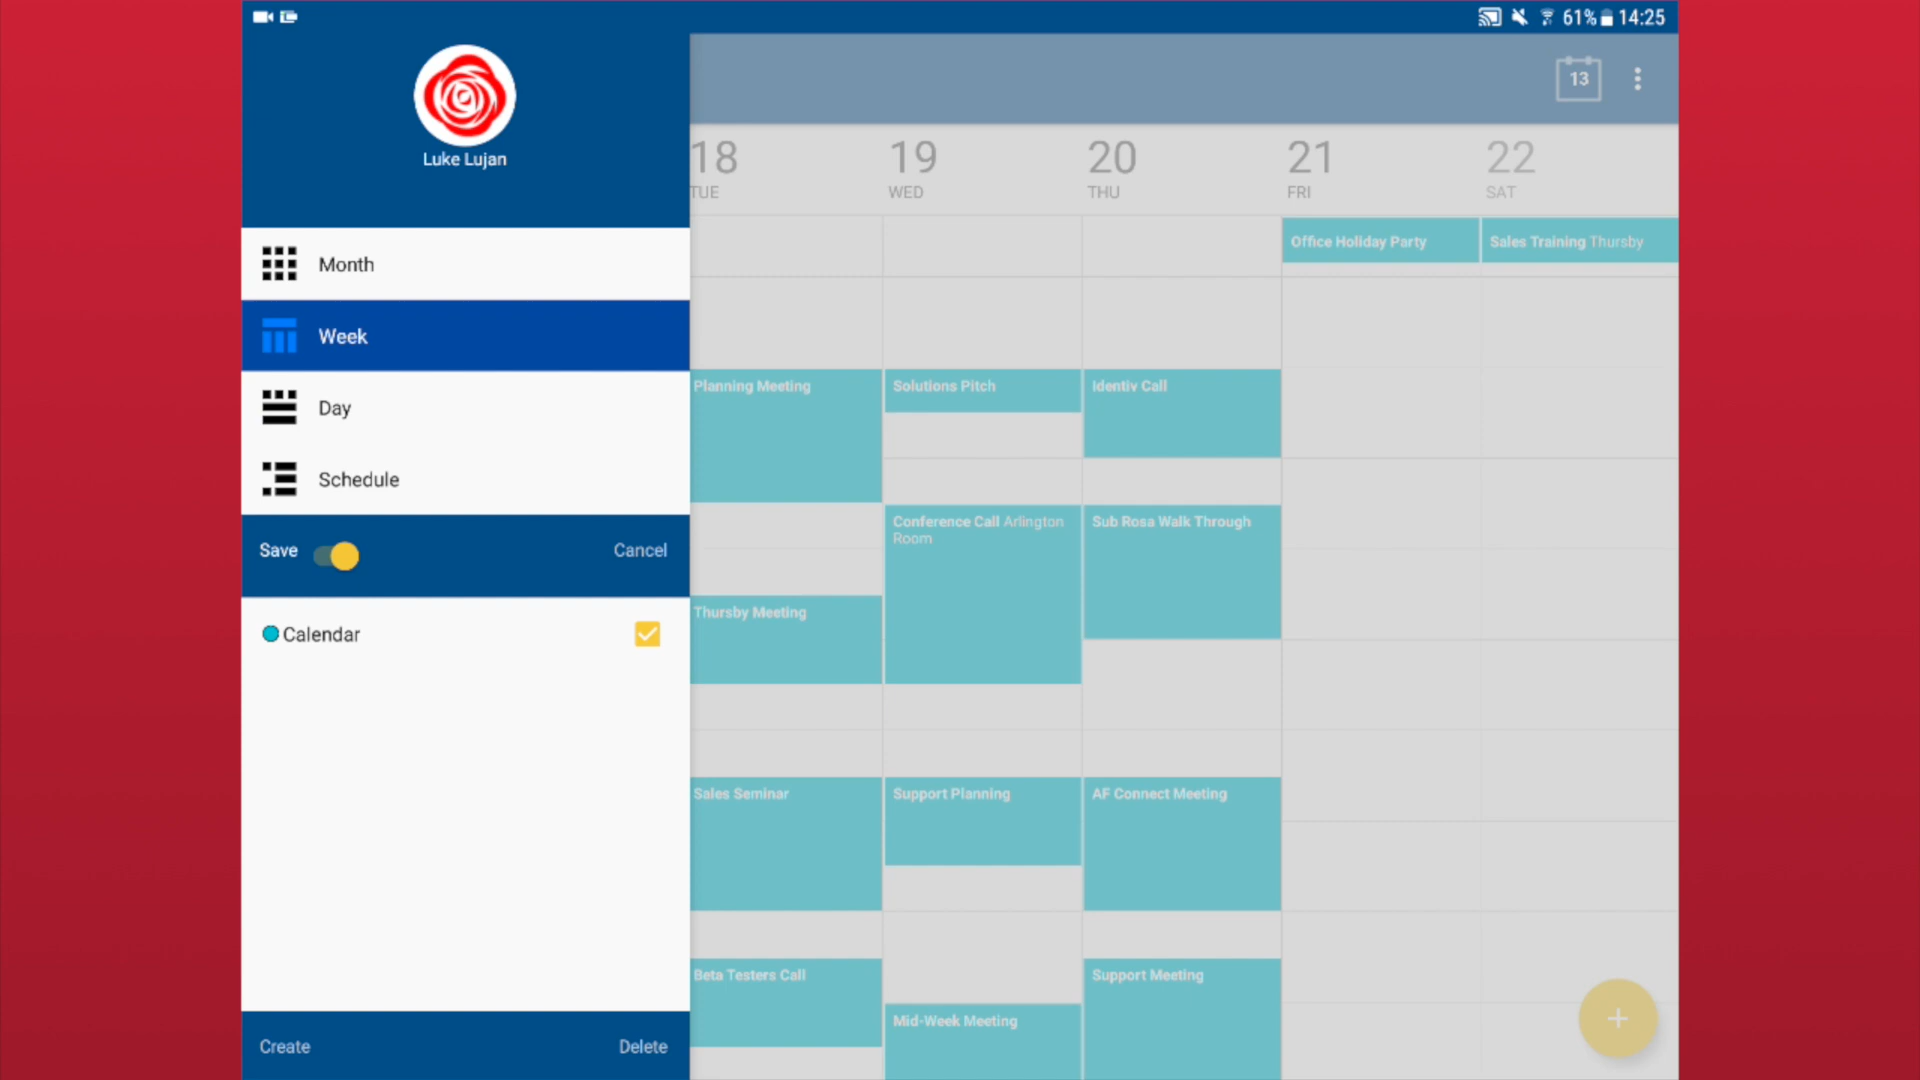 61% 14:25
Luke Lujan
Month
Week
Day
Schedule
Save
Cancel
Calendar
Create
Delete
13
18
TUE
19
WED
20
THU
21
FRI
22
SAT
Office Holiday Party
Sales Training Thursby
Planning Meeting
Solutions Pitch
Identiv Call
Conference Call Arlington
Room
Sub Rosa Walk Through
Thursby Meeting
Sales Seminar
Support Planning
AF Connect Meeting
Beta Testers Call
Support Meeting
Mid-Week Meeting